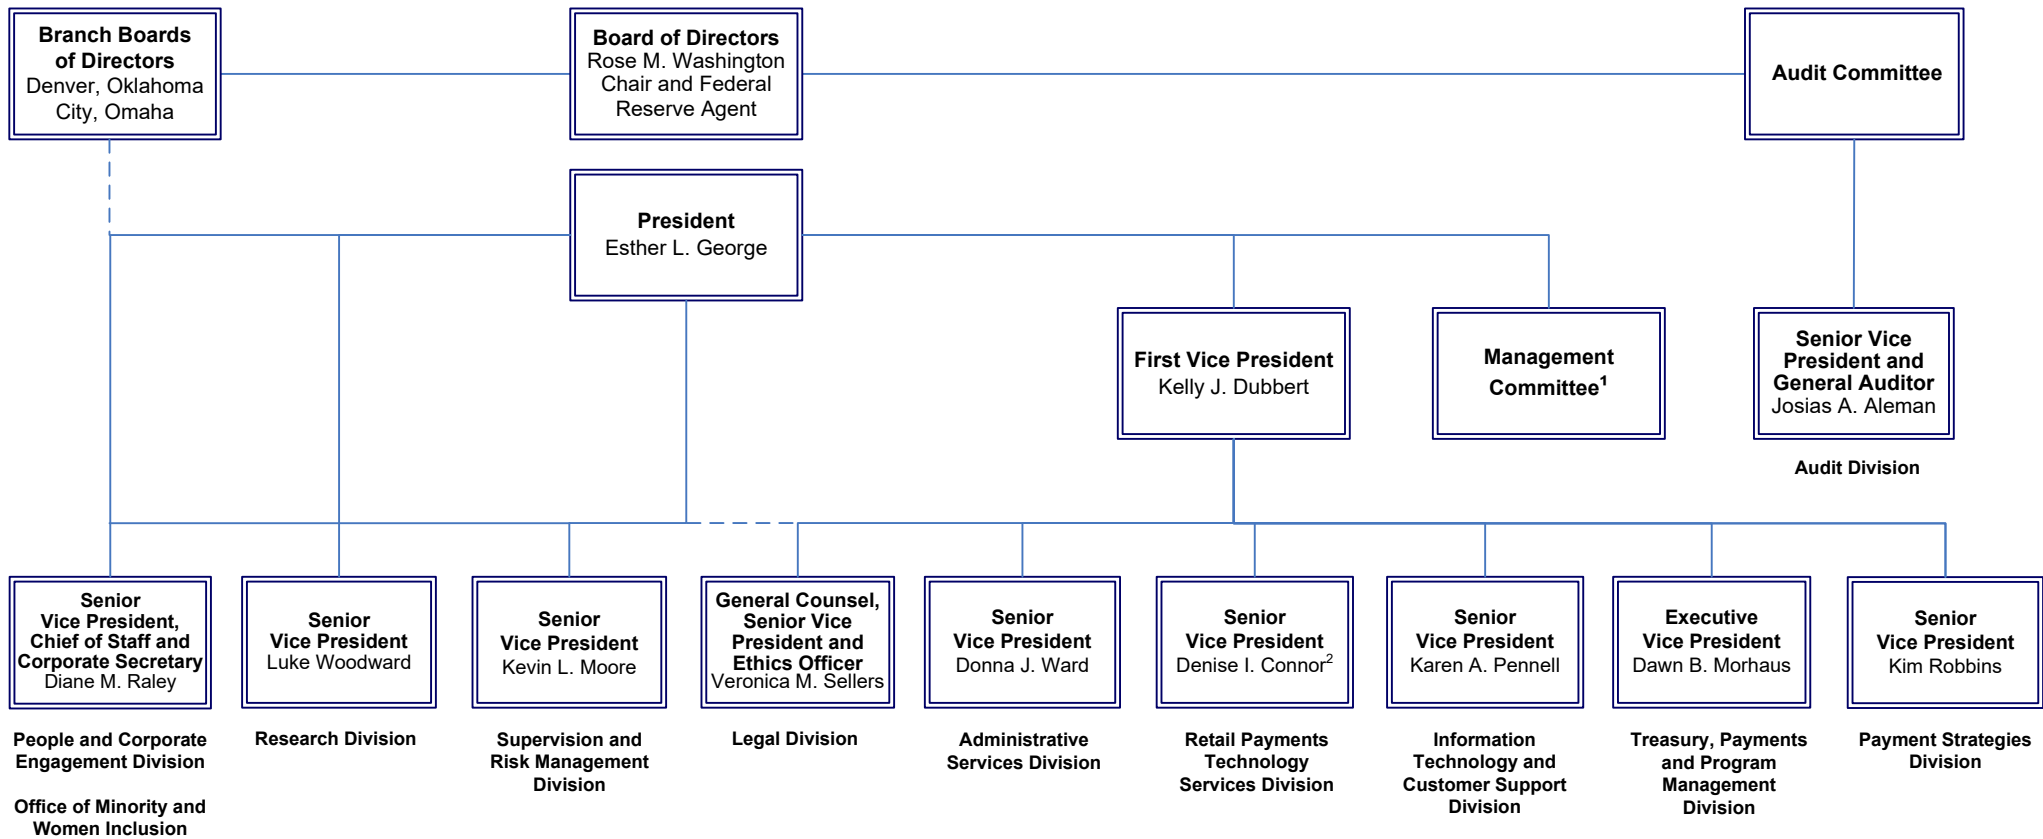 Branch Boards
of Directors
Denver, Oklahoma
City, Omaha
Board of Directors
Rose M. Washington
Chair and Federal
Reserve Agent
Audit Committee
President
Esther L. George
First Vice President
Kelly J. Dubbert
Management
Committee¹
Senior Vice
President and
General Auditor
Josias A. Aleman
Audit Division
Senior
Vice President,
Chief of Staff and
Corporate Secretary
Diane M. Raley
Senior
Vice President
Luke Woodward
Senior
Vice President
Kevin L. Moore
General Counsel,
Senior Vice
President and
Ethics Officer
Veronica M. Sellers
Senior
Vice President
Donna J. Ward
Senior
Vice President
Denise I. Connor²
Senior
Vice President
Karen A. Pennell
Executive
Vice President
Dawn B. Morhaus
Senior
Vice President
Kim Robbins
People and Corporate
Engagement Division
Office of Minority and
Women Inclusion
Research Division
Supervision and
Risk Management
Division
Legal Division
Administrative
Services Division
Retail Payments
Technology
Services Division
Information
Technology and
Customer Support
Division
Treasury, Payments
and Program
Management
Division
Payment Strategies
Division